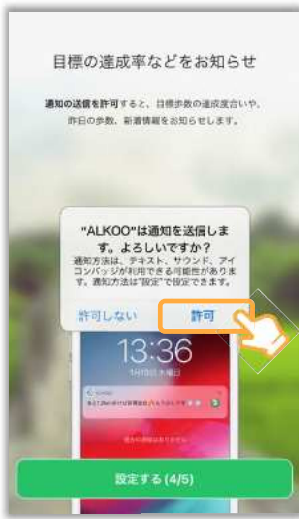 目標の達成率などをお知らせ
通知の送信を許可すると、目標歩数の達成度合いや、
昨日の歩数、新着情報をお知らせします。
"ALKOO"は通知を送信しま
す。よろしいですか？
通知方法は、テキスト、サウンド、アイ
コンバッジが利用できる可能性がありま
す。通知方法は"設定"で設定できます。
許可しない
許可
13:36
設定する (4/5)